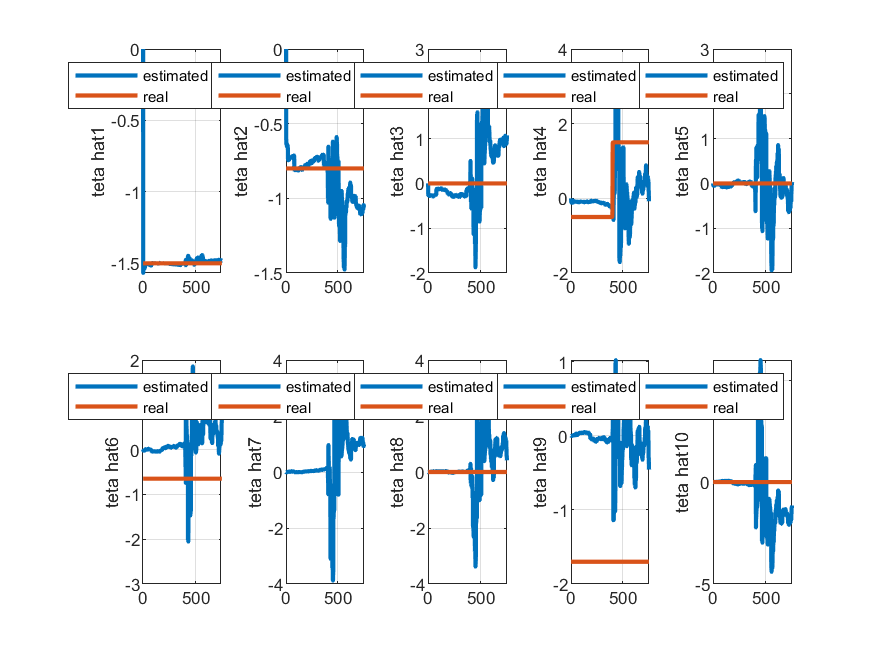 0
-0.5
-1
-1.5
0 500
teta hat1
estimated
real
0
-0.5
-1
-1.5
0 500
teta hat2
estimated
real
3
1
0
-1
-2
0 500
teta hat3
estimated
real
4
2
0
-2
0 500
teta hat4
estimated
real
3
1
0
-1
-2
0 500
teta hat5
estimated
real
2
0
-1
-2
-3
0 500
teta hat6
estimated
real
4
2
0
-2
-4
0 500
teta hat7
estimated
real
4
2
0
-2
-4
0 500
teta hat8
estimated
real
1
0
-1
-2
0 500
teta hat9
estimated
real
0
-5
0 500
teta hat10
estimated
real